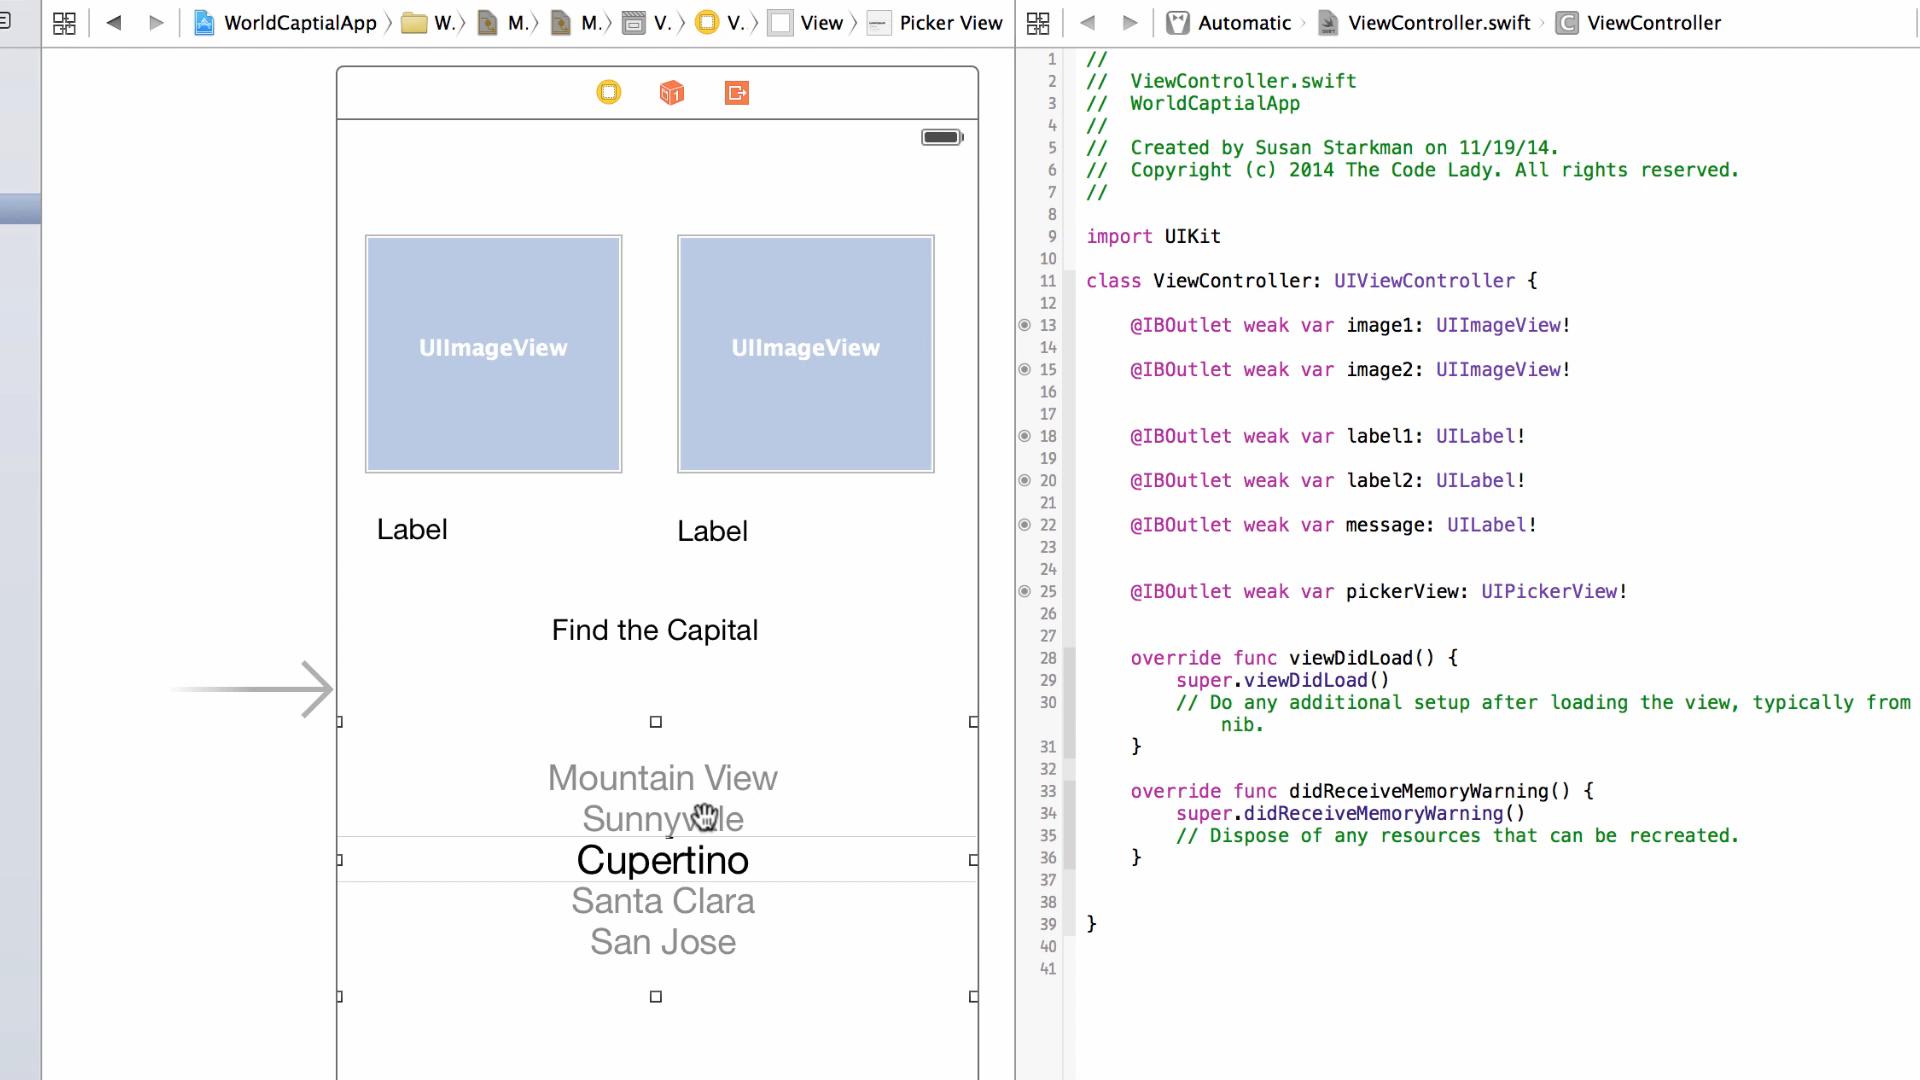 WorldCaptialApp W. M. M. V. V. View Picker View
Automatic ViewController.swift ViewController
UIImageView UIImageView
Label Label
Find the Capital
Mountain View
Sunnyvale
Cupertino
Santa Clara
San Jose
1 //
2 //  ViewController.swift
3 //  WorldCaptialApp
4 //
5 //  Created by Susan Starkman on 11/19/14.
6 //  Copyright (c) 2014 The Code Lady. All rights reserved.
7 //
8
9 import UIKit
10
11 class ViewController: UIViewController {
12
13     @IBOutlet weak var image1: UIImageView!
14
15     @IBOutlet weak var image2: UIImageView!
16
17
18     @IBOutlet weak var label1: UILabel!
19
20     @IBOutlet weak var label2: UILabel!
21
22     @IBOutlet weak var message: UILabel!
23
24
25     @IBOutlet weak var pickerView: UIPickerView!
26
27
28     override func viewDidLoad() {
29         super.viewDidLoad()
30         // Do any additional setup after loading the view, typically from
nib.
31     }
32
33     override func didReceiveMemoryWarning() {
34         super.didReceiveMemoryWarning()
35         // Dispose of any resources that can be recreated.
36     }
37
38
39 }
40
41